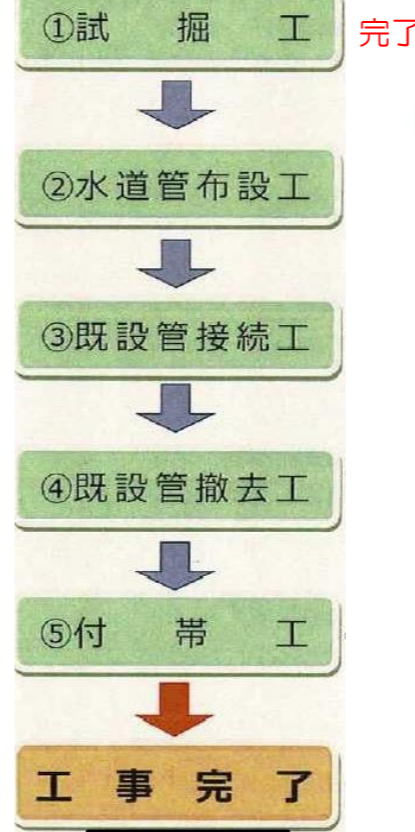 ①試掘工 完了
②水道管布設工
③既設管接続工
④既設管撤去工
⑤付帯工
工事完了